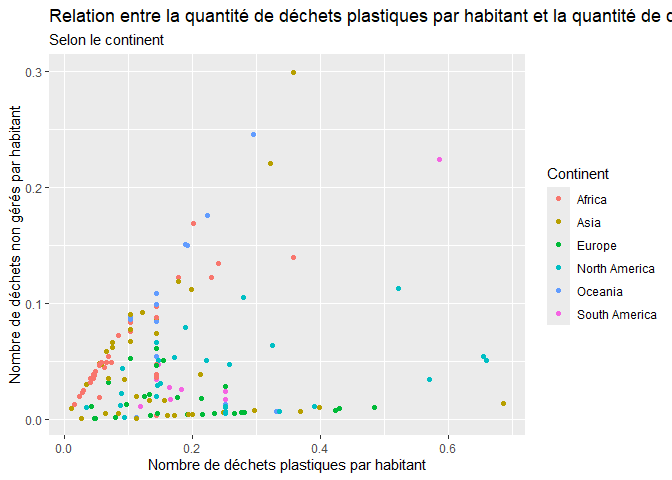 Relation entre la quantité de déchets plastiques par habitant et la quantité de
Selon le continent
0.3
0.2
0.1
0.0
Nombre de déchets non gérés par habitant
0.0
0.2
0.4
0.6
Nombre de déchets plastiques par habitant
Continent
Africa
Asia
Europe
North America
Oceania
South America